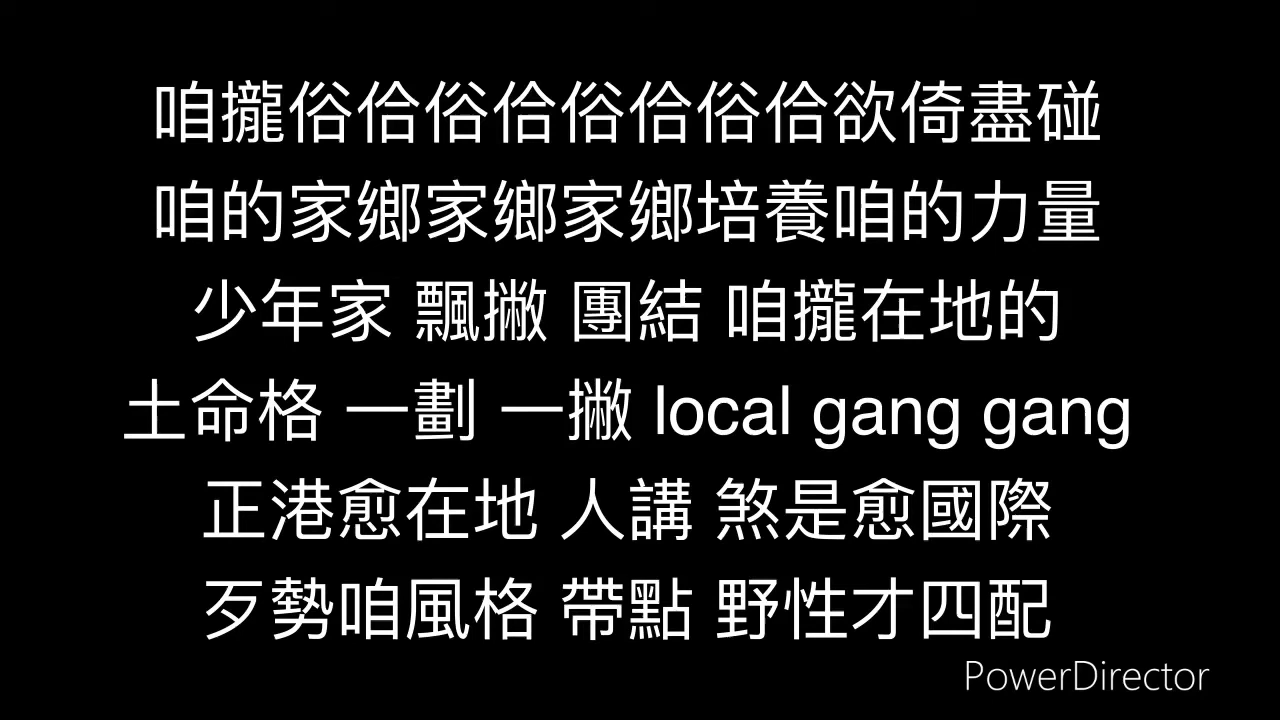 咱攏俗佮俗佮俗佮俗佮欲倚盡碰
咱的家鄉家鄉家鄉培養咱的力量
少年家 飄撇 團結 咱攏在地的
土命格 一劃 一撇 local gang gang
正港愈在地 人講 煞是愈國際
歹勢咱風格 帶點 野性才四配
PowerDirector